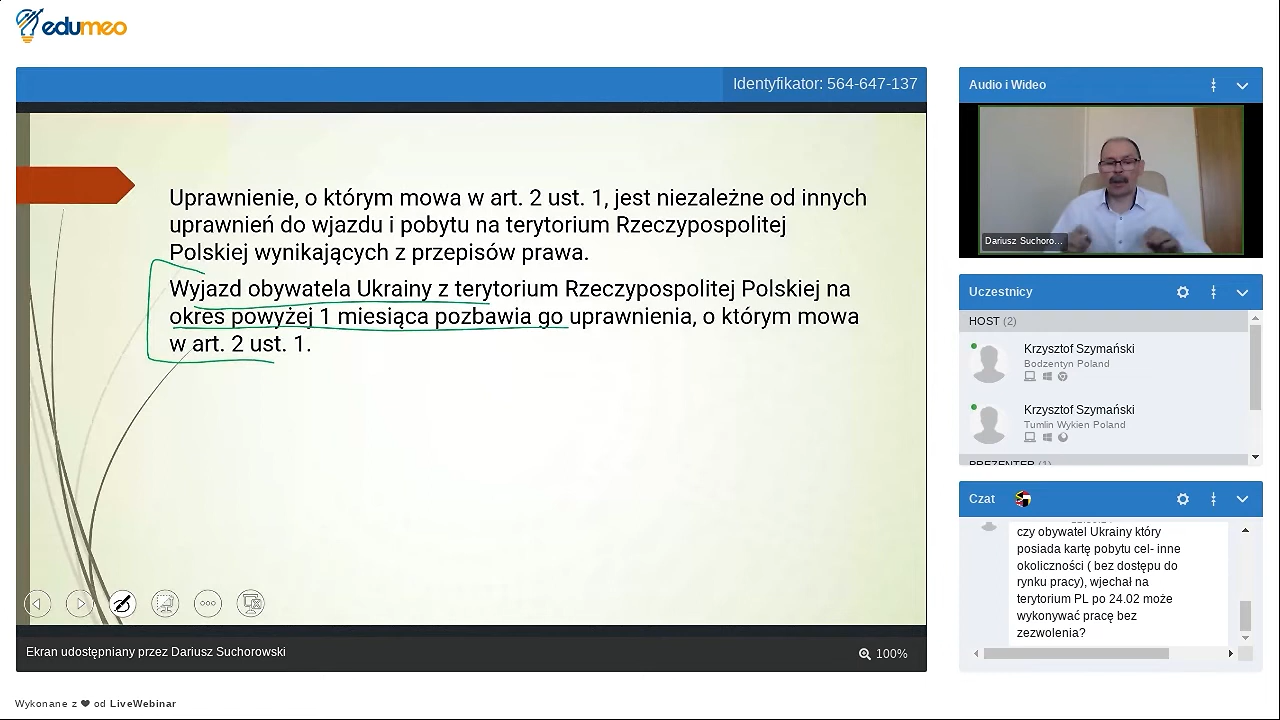 edumeo
Identyfikator: 564-647-137
Uprawnienie, o którym mowa w art. 2 ust. 1, jest niezależne od innych
uprawnień do wjazdu i pobytu na terytorium Rzeczypospolitej
Polskiej wynikających z przepisów prawa.
Wyjazd obywatela Ukrainy z terytorium Rzeczypospolitej Polskiej na
okres powyżej 1 miesiąca pozbawia go uprawnienia, o którym mowa
w art. 2 ust. 1.
Ekran udostępniany przez Dariusz Suchorowski
100%
Audio i Wideo
Dariusz Suchoro...
Uczestnicy
HOST (2)
Krzysztof Szymański
Bodzentyn Poland
Krzysztof Szymański
Tumlin Wykien Poland
PREZENTER (1)
Czat
czy obywatel Ukrainy który
posiada kartę pobytu cel- inne
okoliczności ( bez dostępu do
rynku pracy), wjechał na
terytorium PL po 24.02 może
wykonywać pracę bez
zezwolenia?
Wykonane z ❤ od LiveWebinar